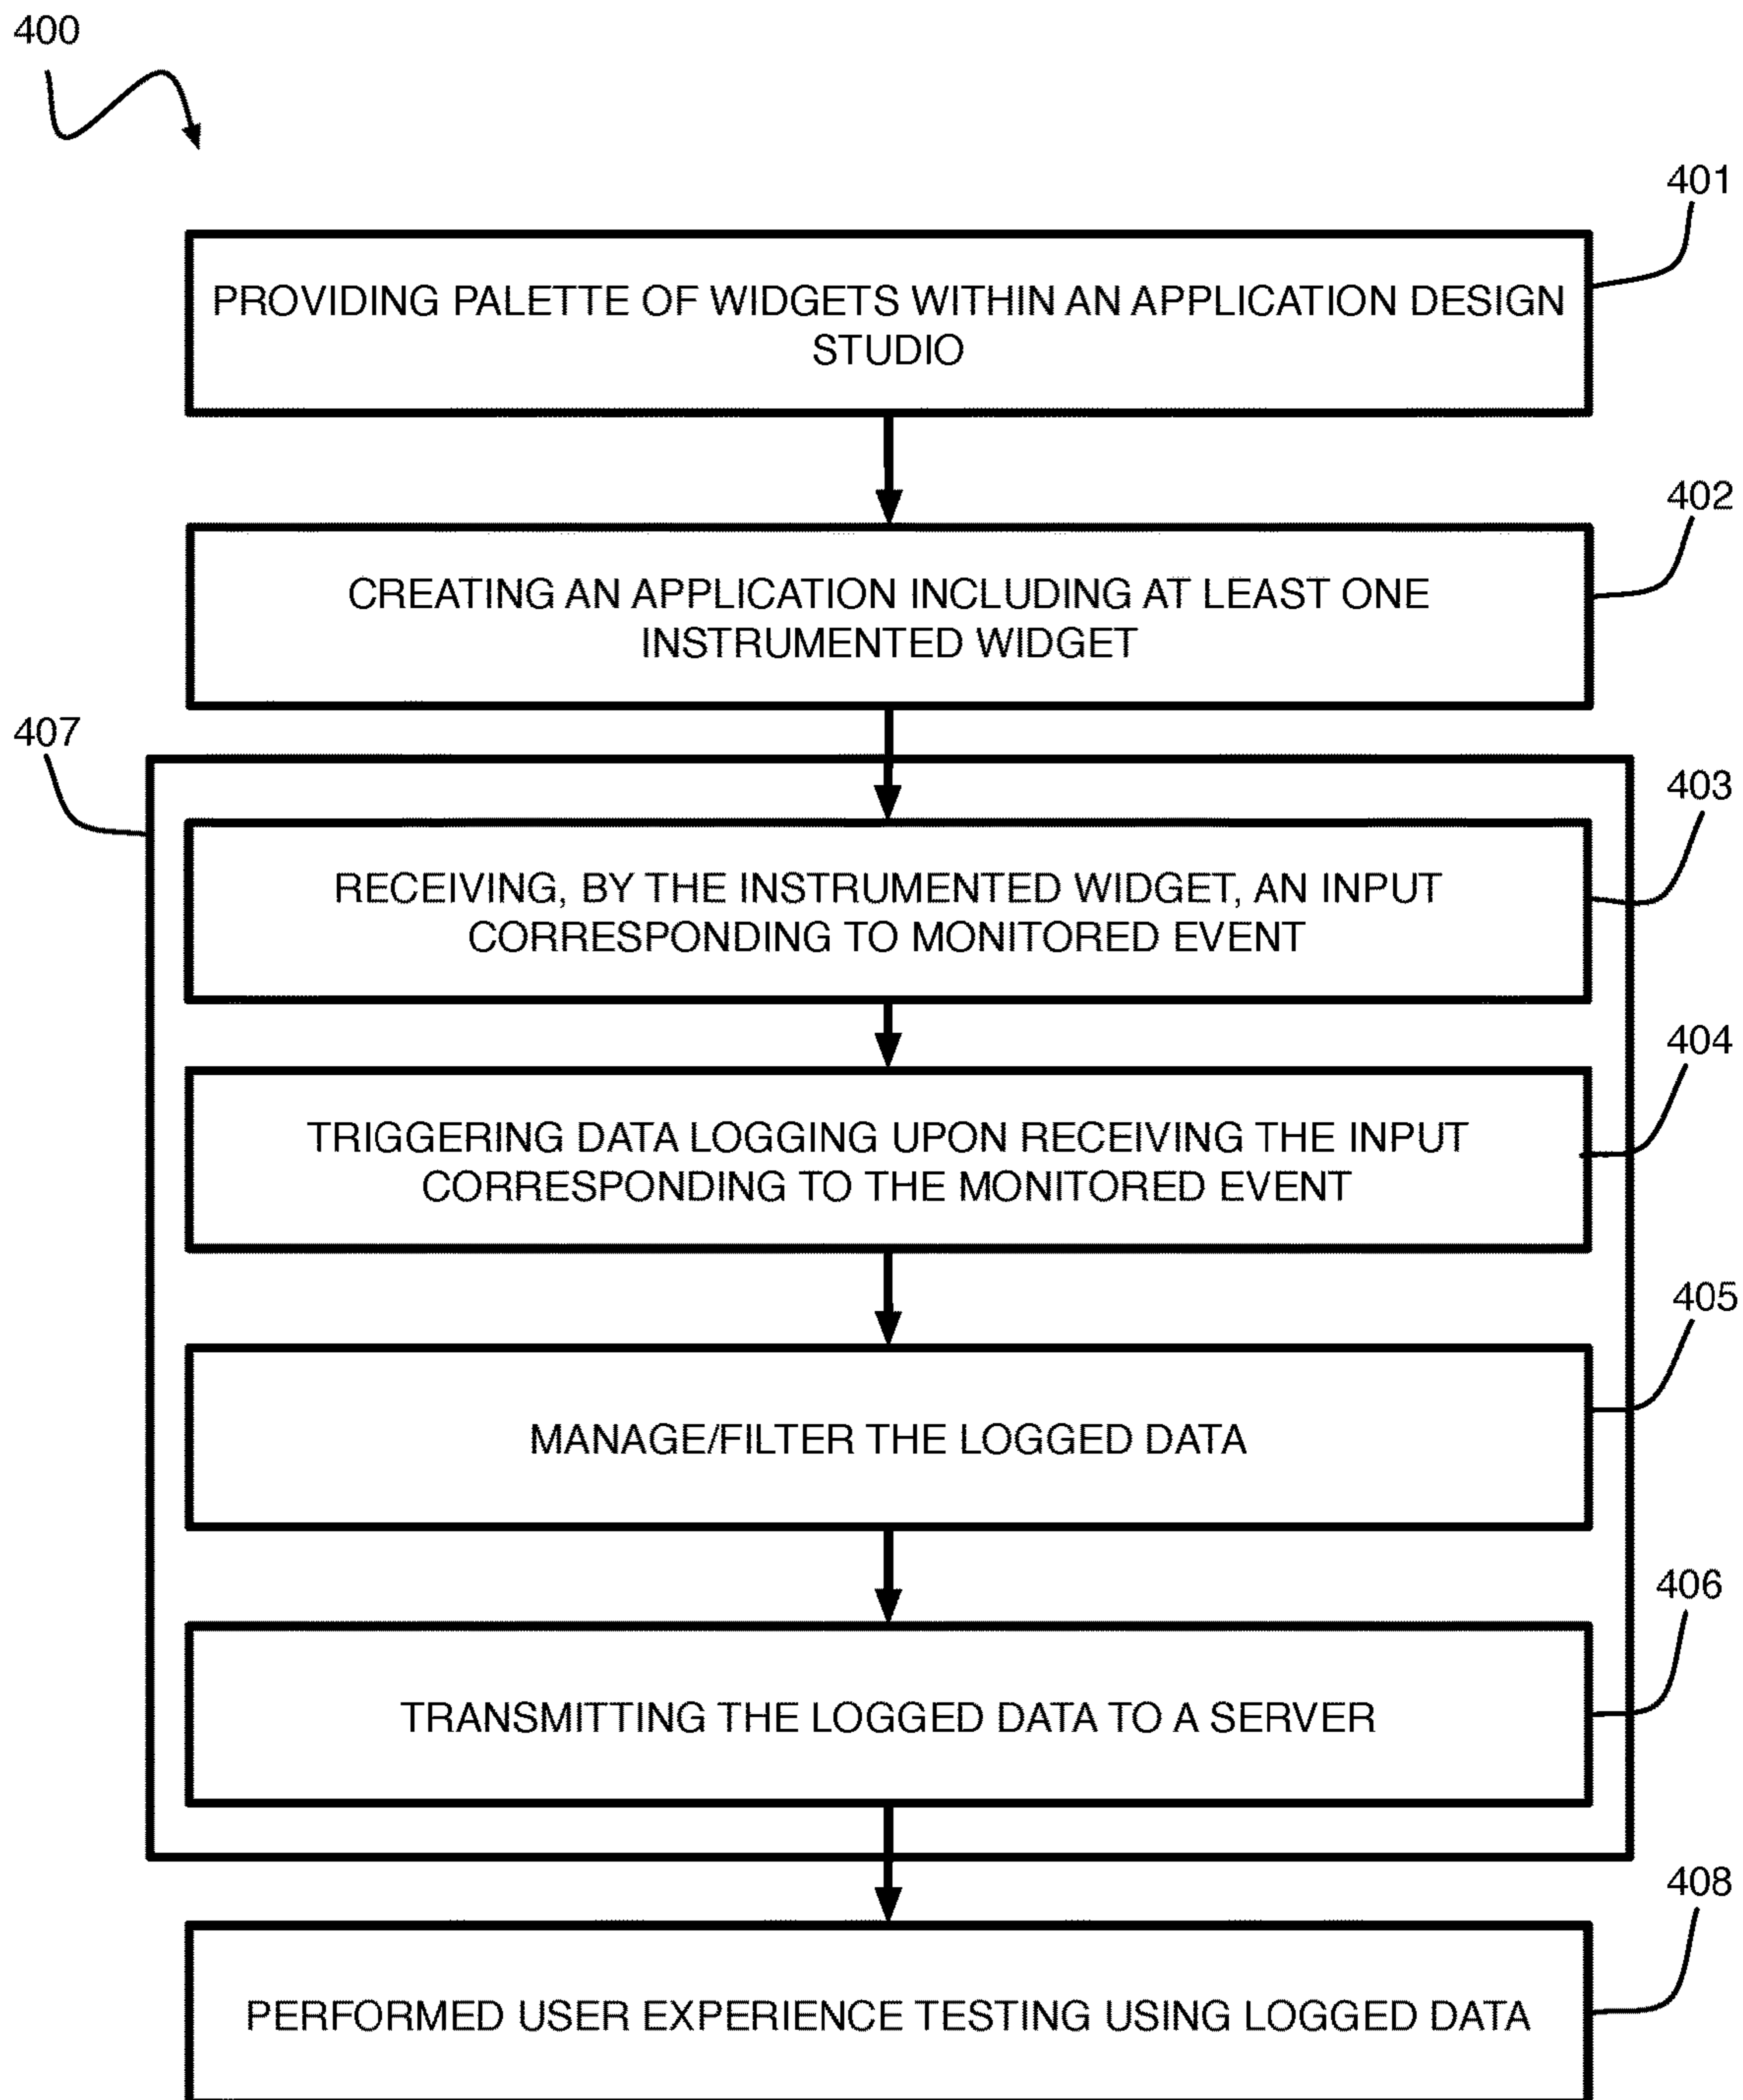 400
401
PROVIDING PALETTE OF WIDGETS WITHIN AN APPLICATION DESIGN
STUDIO
402
CREATING AN APPLICATION INCLUDING AT LEAST ONE
INSTRUMENTED WIDGET
407
403
RECEIVING, BY THE INSTRUMENTED WIDGET, AN INPUT
CORRESPONDING TO MONITORED EVENT
404
TRIGGERING DATA LOGGING UPON RECEIVING THE INPUT
CORRESPONDING TO THE MONITORED EVENT
405
MANAGE/FILTER THE LOGGED DATA
406
TRANSMITTING THE LOGGED DATA TO A SERVER
408
PERFORMED USER EXPERIENCE TESTING USING LOGGED DATA